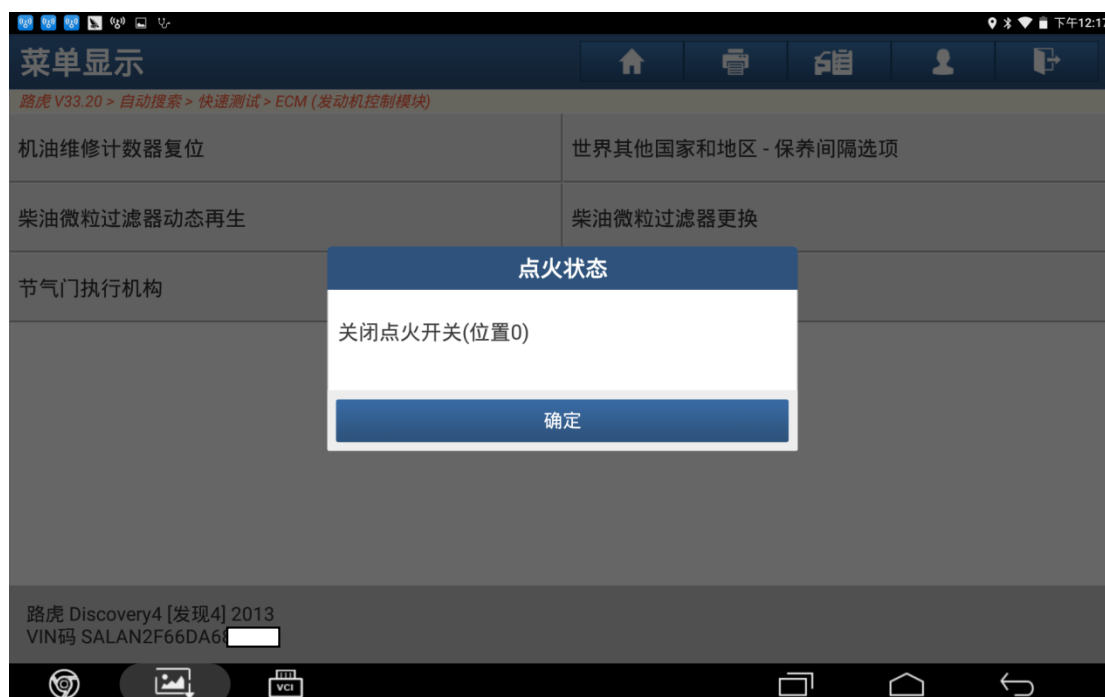 下午12:17
菜单显示
路虎 V33.20 > 自动搜索 > 快速测试 > ECM (发动机控制模块)
机油维修计数器复位
世界其他国家和地区 - 保养间隔选项
柴油微粒过滤器动态再生
柴油微粒过滤器更换
节气门执行机构
点火状态
关闭点火开关(位置0)
确定
路虎 Discovery4 [发现4] 2013
VIN码 SALAN2F66DA6
VCI